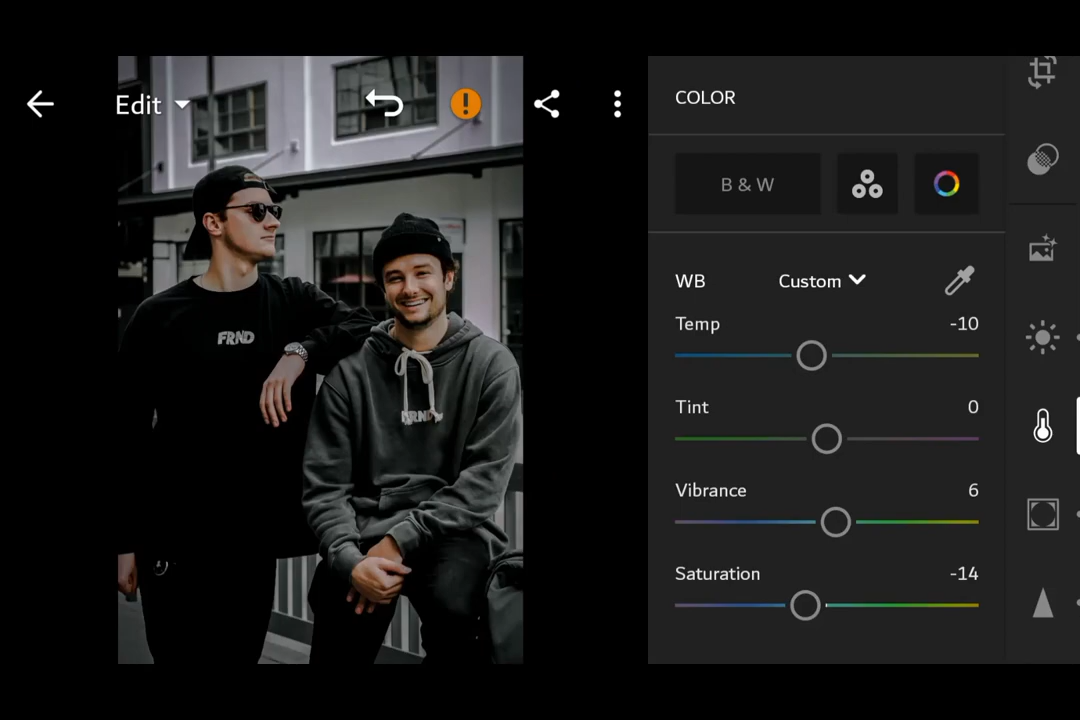 Edit
COLOR
B & W
WB Custom
Temp -10
Tint 0
Vibrance 6
Saturation -14
FRND
FRND